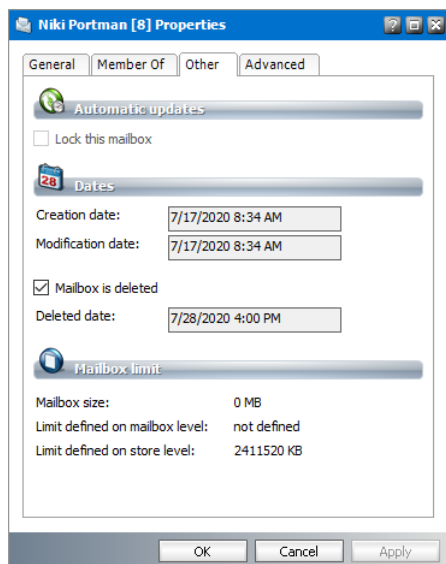 Niki Portman [8] Properties
General Member Of Other Advanced
Automatic updates
Lock this mailbox
28 Dates
Creation date: 7/17/2020 8:34 AM
Modification date: 7/17/2020 8:34 AM
Mailbox is deleted
Deleted date: 7/28/2020 4:00 PM
Mailbox limit
Mailbox size: 0 MB
Limit defined on mailbox level: not defined
Limit defined on store level: 2411520 KB
OK Cancel Apply